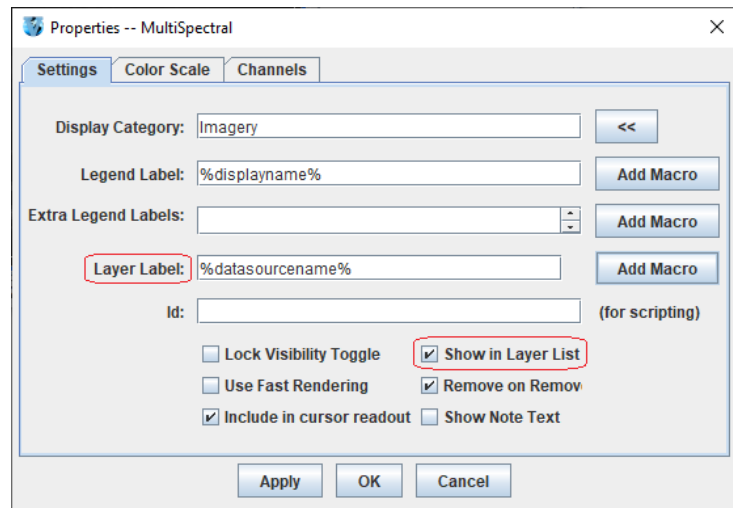 Properties -- MultiSpectral
Settings Color Scale Channels
Display Category: Imagery <<
Legend Label: %displayname% Add Macro
Extra Legend Labels: Add Macro
Layer Label: %datasourcename% Add Macro
Id: (for scripting)
Lock Visibility Toggle Show in Layer List
Use Fast Rendering Remove on Remov
Include in cursor readout Show Note Text
Apply OK Cancel